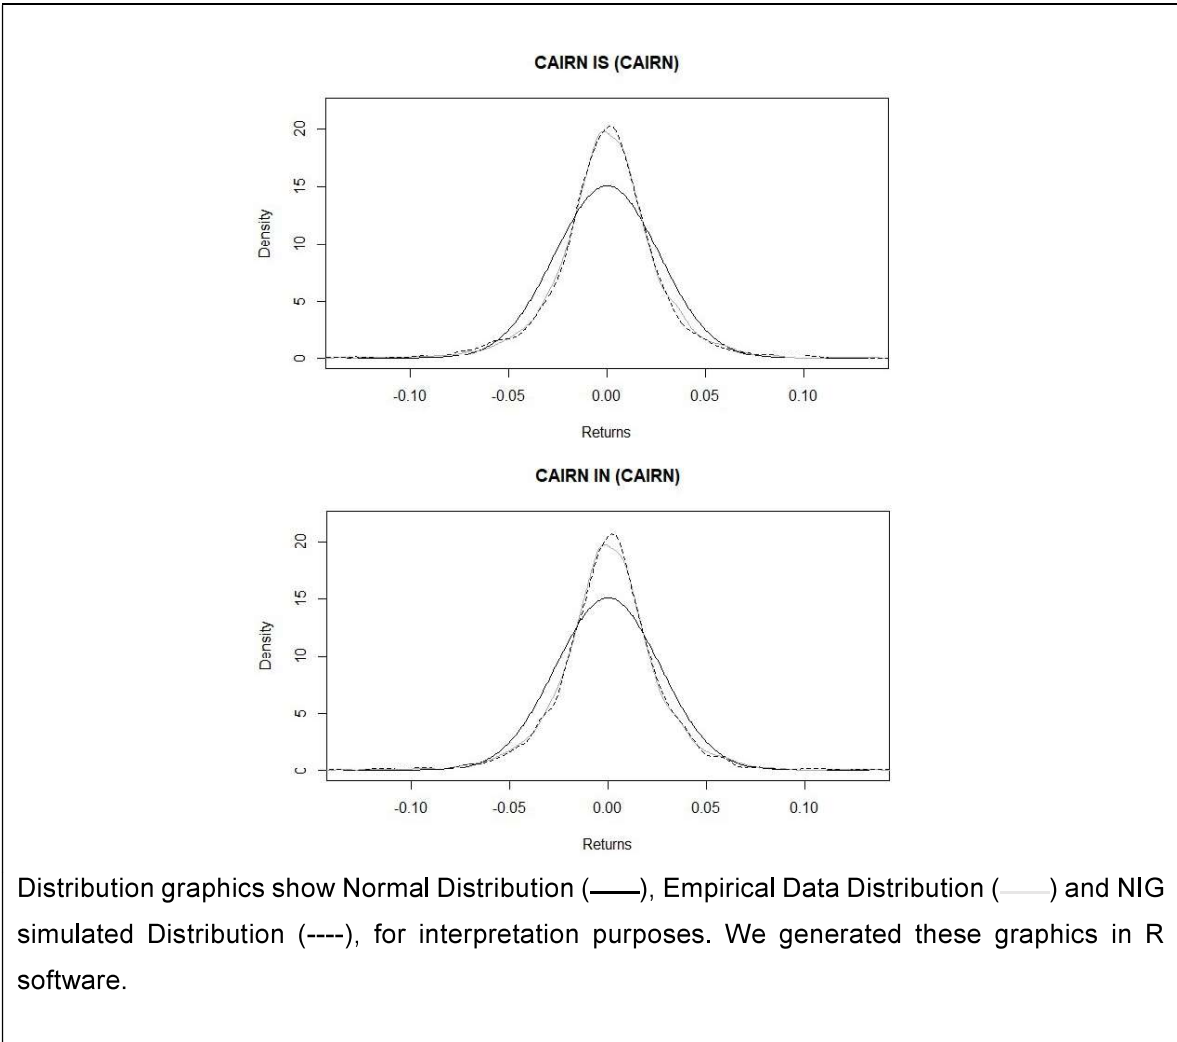 CAIRN IS (CAIRN)
20
15
10
5
0
Density
-0.10 -0.05 0.00 0.05 0.10
Returns
CAIRN IN (CAIRN)
20
15
10
5
C
Density
-0.10 -0.05 0.00 0.05 0.10
Returns
Distribution graphics show Normal Distribution (——), Empirical Data Distribution (——) and NIG
simulated Distribution (----), for interpretation purposes. We generated these graphics in R
software.